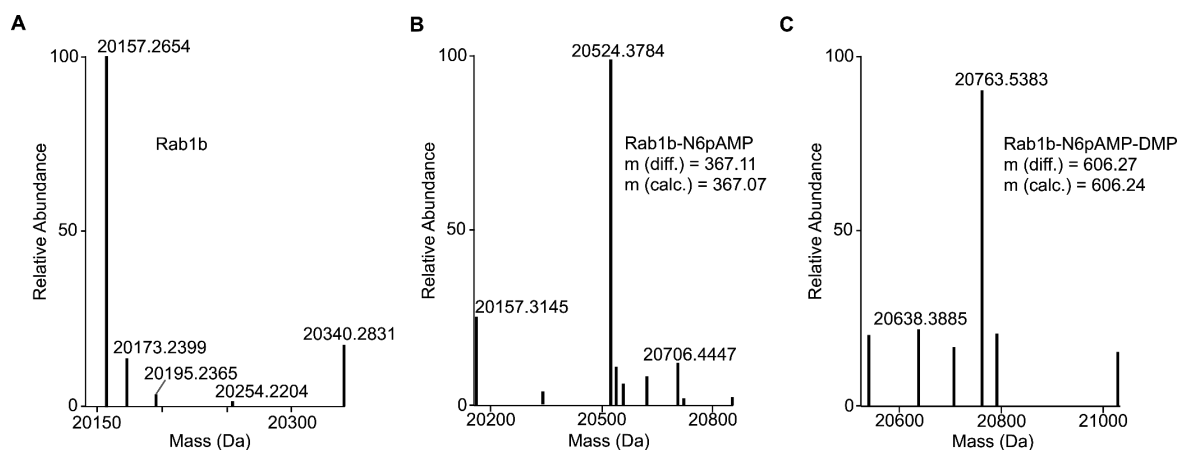 A
20157.2654
100
Rab1b
Relative Abundance
50
20340.2831
20173.2399
20195.2365
20254.2204
0
20150
20300
Mass (Da)
B
20524.3784
100
Rab1b-N6pAMP
m (diff.) = 367.11
m (calc.) = 367.07
Relative Abundance
50
20157.3145
20706.4447
0
20200
20500
20800
Mass (Da)
C
100
20763.5383
Rab1b-N6pAMP-DMP
m (diff.) = 606.27
m (calc.) = 606.24
Relative Abundance
50
20638.3885
0
20600
20800
21000
Mass (Da)